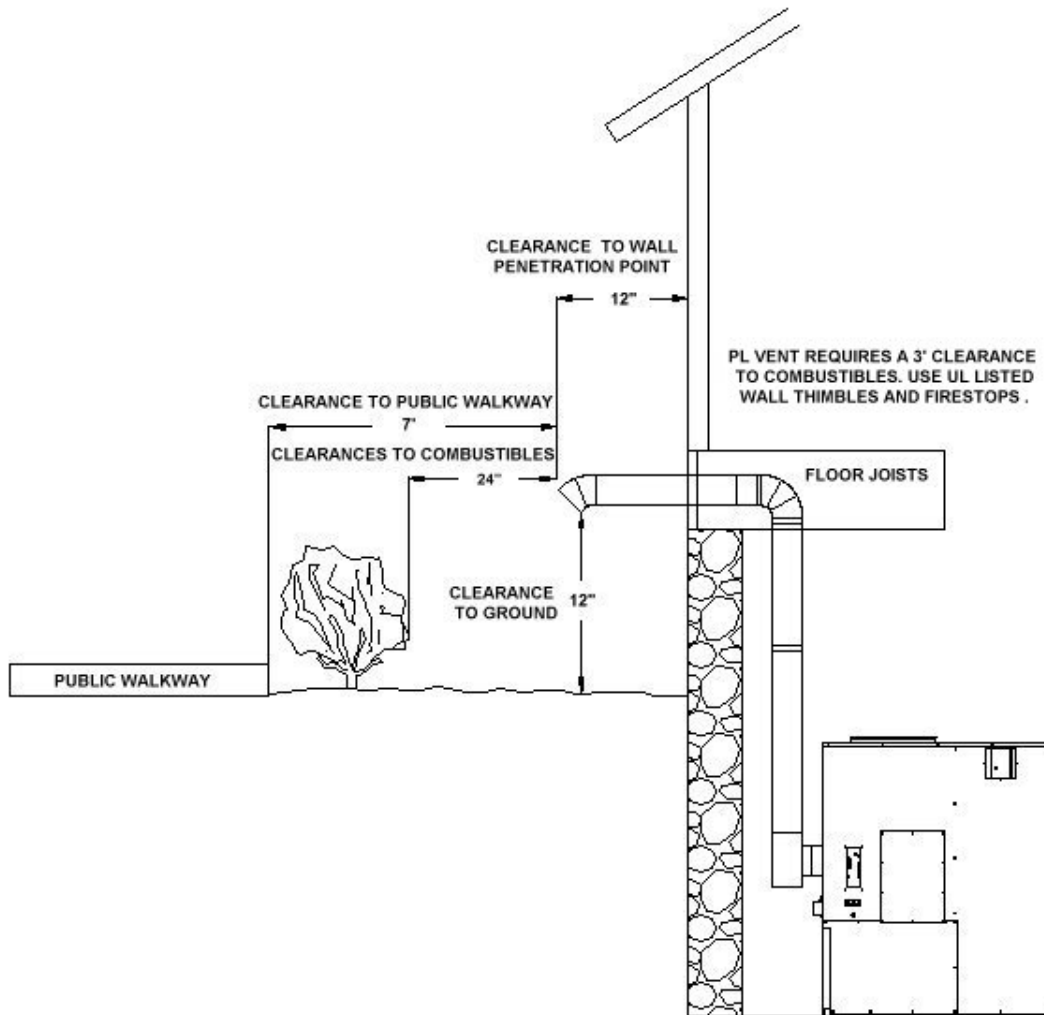 CLEARANCE TO WALL
PENETRATION POINT
12"
PL VENT REQUIRES A 3' CLEARANCE
TO COMBUSTIBLES. USE UL LISTED
WALL THIMBLES AND FIRESTOPS .
CLEARANCE TO PUBLIC WALKWAY
7'
CLEARANCES TO COMBUSTIBLES
24"
FLOOR JOISTS
CLEARANCE
TO GROUND
12"
PUBLIC WALKWAY